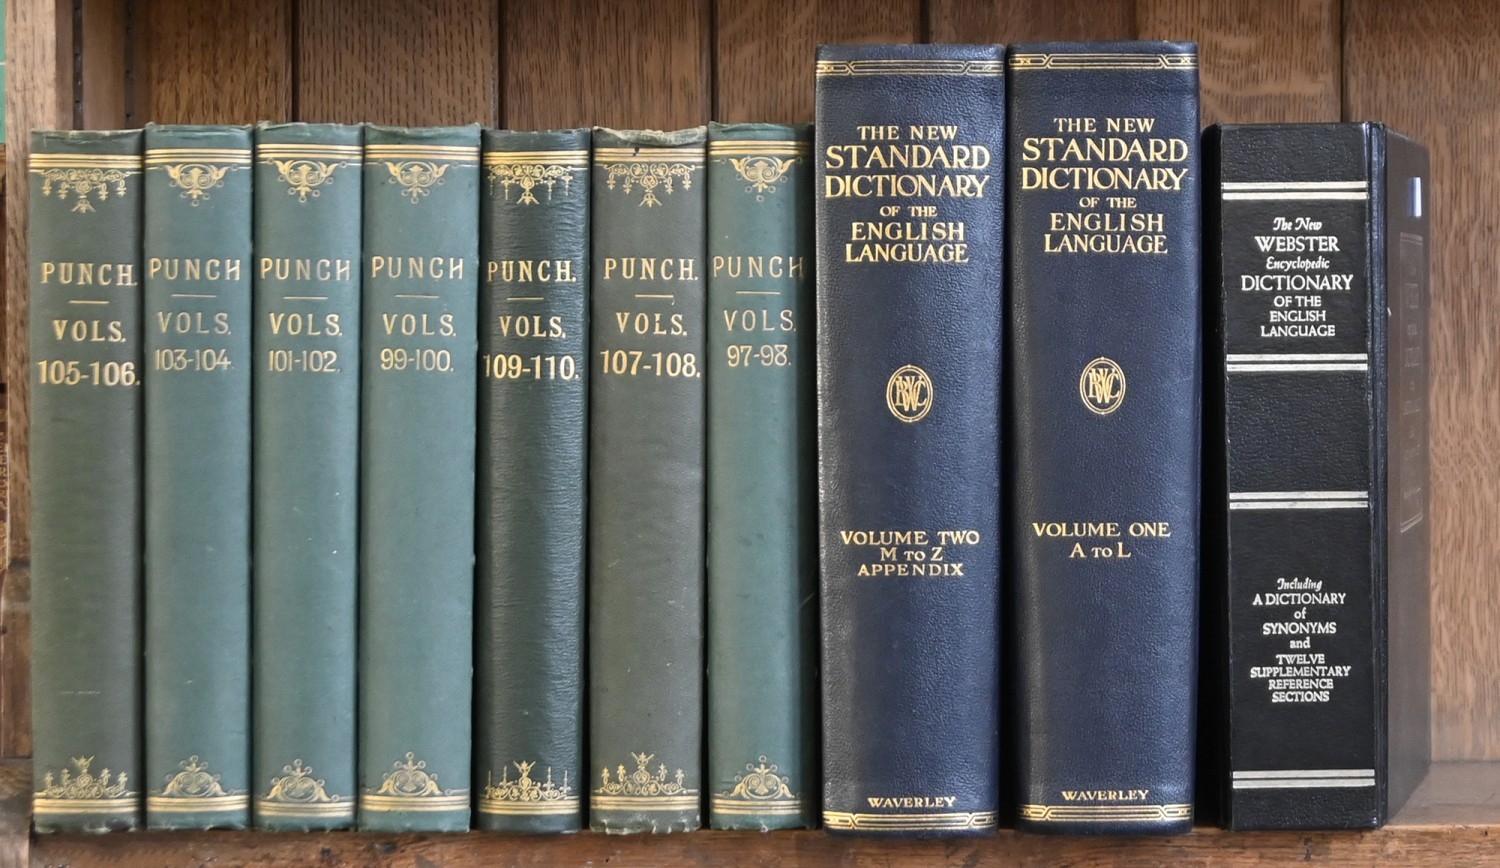 PUNCH.
VOLS.
105-106.
PUNCH
VOLS.
103-104
PUNCH
VOLS.
101-102.
PUNCH
VOLS.
99-100.
PUNCH.
VOLS.
109-110.
PUNCH.
VOLS.
107-108.
PUNCH
VOLS.
97-98.
THE NEW
STANDARD
DICTIONARY
OF THE
ENGLISH
LANGUAGE
VOLUME TWO
M TO Z
APPENDIX
WAVERLEY
THE NEW
STANDARD
DICTIONARY
OF THE
ENGLISH
LANGUAGE
VOLUME ONE
A TO L
WAVERLEY
The New
WEBSTER
Encyclopedic
DICTIONARY
OF THE
ENGLISH
LANGUAGE
Including
A DICTIONARY
of
SYNONYMS
and
TWELVE
SUPPLEMENTARY
REFERENCE
SECTIONS